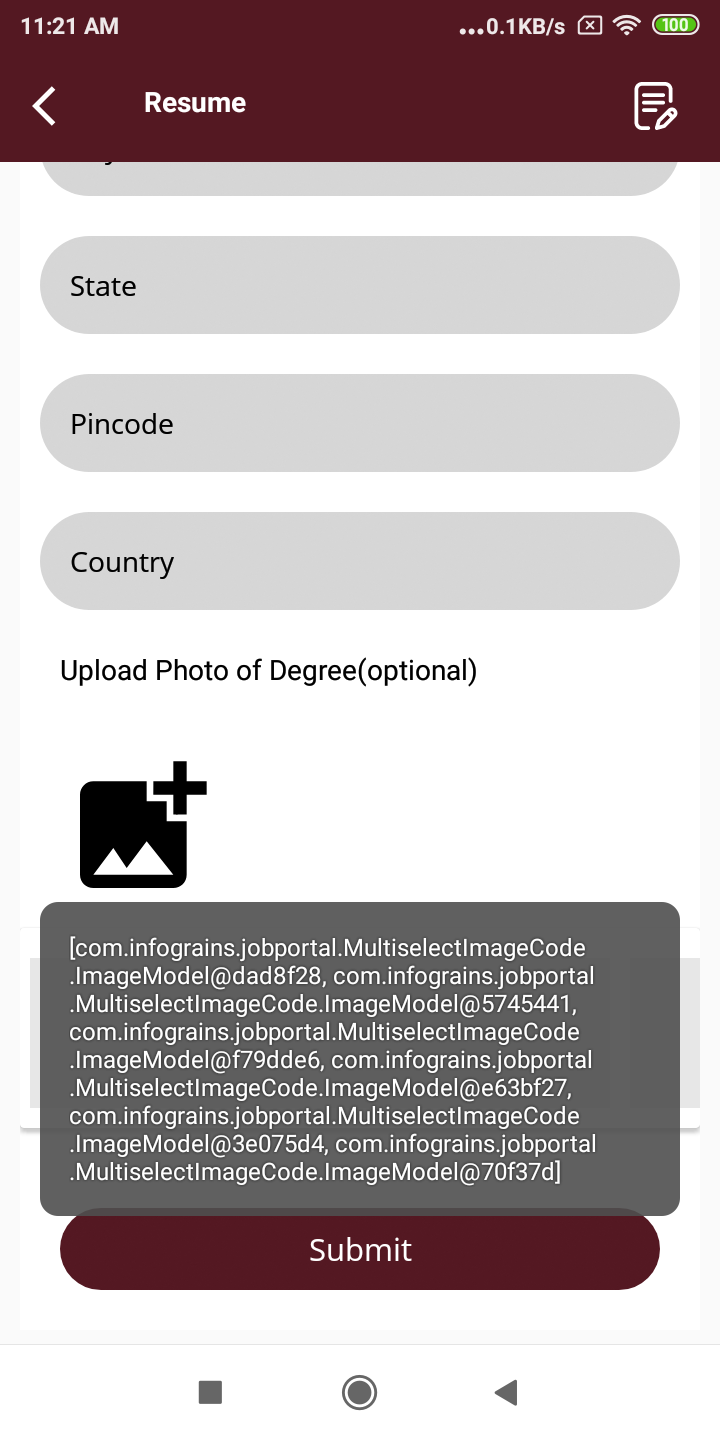 11:21 AM
...0.1KB/s
100
Resume
State
Pincode
Country
Upload Photo of Degree(optional)
[com.infograins.jobportal.MultiselectImageCode
.ImageModel@dad8f28, com.infograins.jobportal
.MultiselectImageCode.ImageModel@5745441,
com.infograins.jobportal.MultiselectImageCode
.ImageModel@f79dde6, com.infograins.jobportal
.MultiselectImageCode.ImageModel@e63bf27,
com.infograins.jobportal.MultiselectImageCode
.ImageModel@3e075d4, com.infograins.jobportal
.MultiselectImageCode.ImageModel@70f37d]
Submit